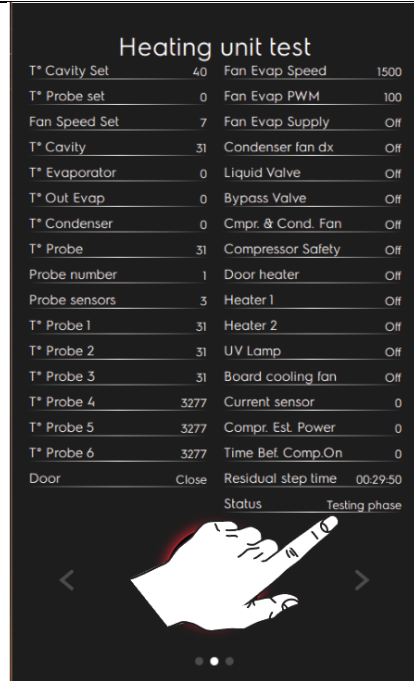 Heating unit test
T° Cavity Set 40 Fan Evap Speed 1500
T° Probe set 0 Fan Evap PWM 100
Fan Speed Set 7 Fan Evap Supply Off
T° Cavity 31 Condenser fan dx Off
T° Evaporator 0 Liquid Valve Off
T° Out Evap 0 Bypass Valve Off
T° Condenser 0 Cmpr. & Cond. Fan Off
T° Probe 31 Compressor Safety Off
Probe number 1 Door heater Off
Probe sensors 3 Heater 1 Off
T° Probe 1 31 Heater 2 Off
T° Probe 2 31 UV Lamp Off
T° Probe 3 31 Board cooling fan Off
T° Probe 4 3277 Current sensor 0
T° Probe 5 3277 Compr. Est. Power 0
T° Probe 6 3277 Time Bef. Comp.On 0
Door Close Residual step time 00:29:50
Status Testing phase